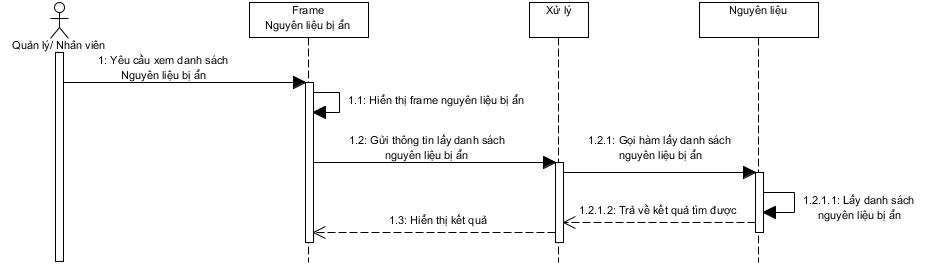 Frame
Nguyên liệu bị ẩn
Xử lý
Nguyên liệu
Quản lý/ Nhân viên
1: Yêu cầu xem danh sách
Nguyên liệu bị ẩn
1.1: Hiển thị frame nguyên liệu bị ẩn
1.2: Gửi thông tin lấy danh sách
nguyên liệu bị ẩn
1.2.1: Gọi hàm lấy danh sách
nguyên liệu bị ẩn
1.2.1.1: Lấy danh sách
nguyên liệu bị ẩn
1.2.1.2: Trả về kết quả tìm được
1.3: Hiển thị kết quả